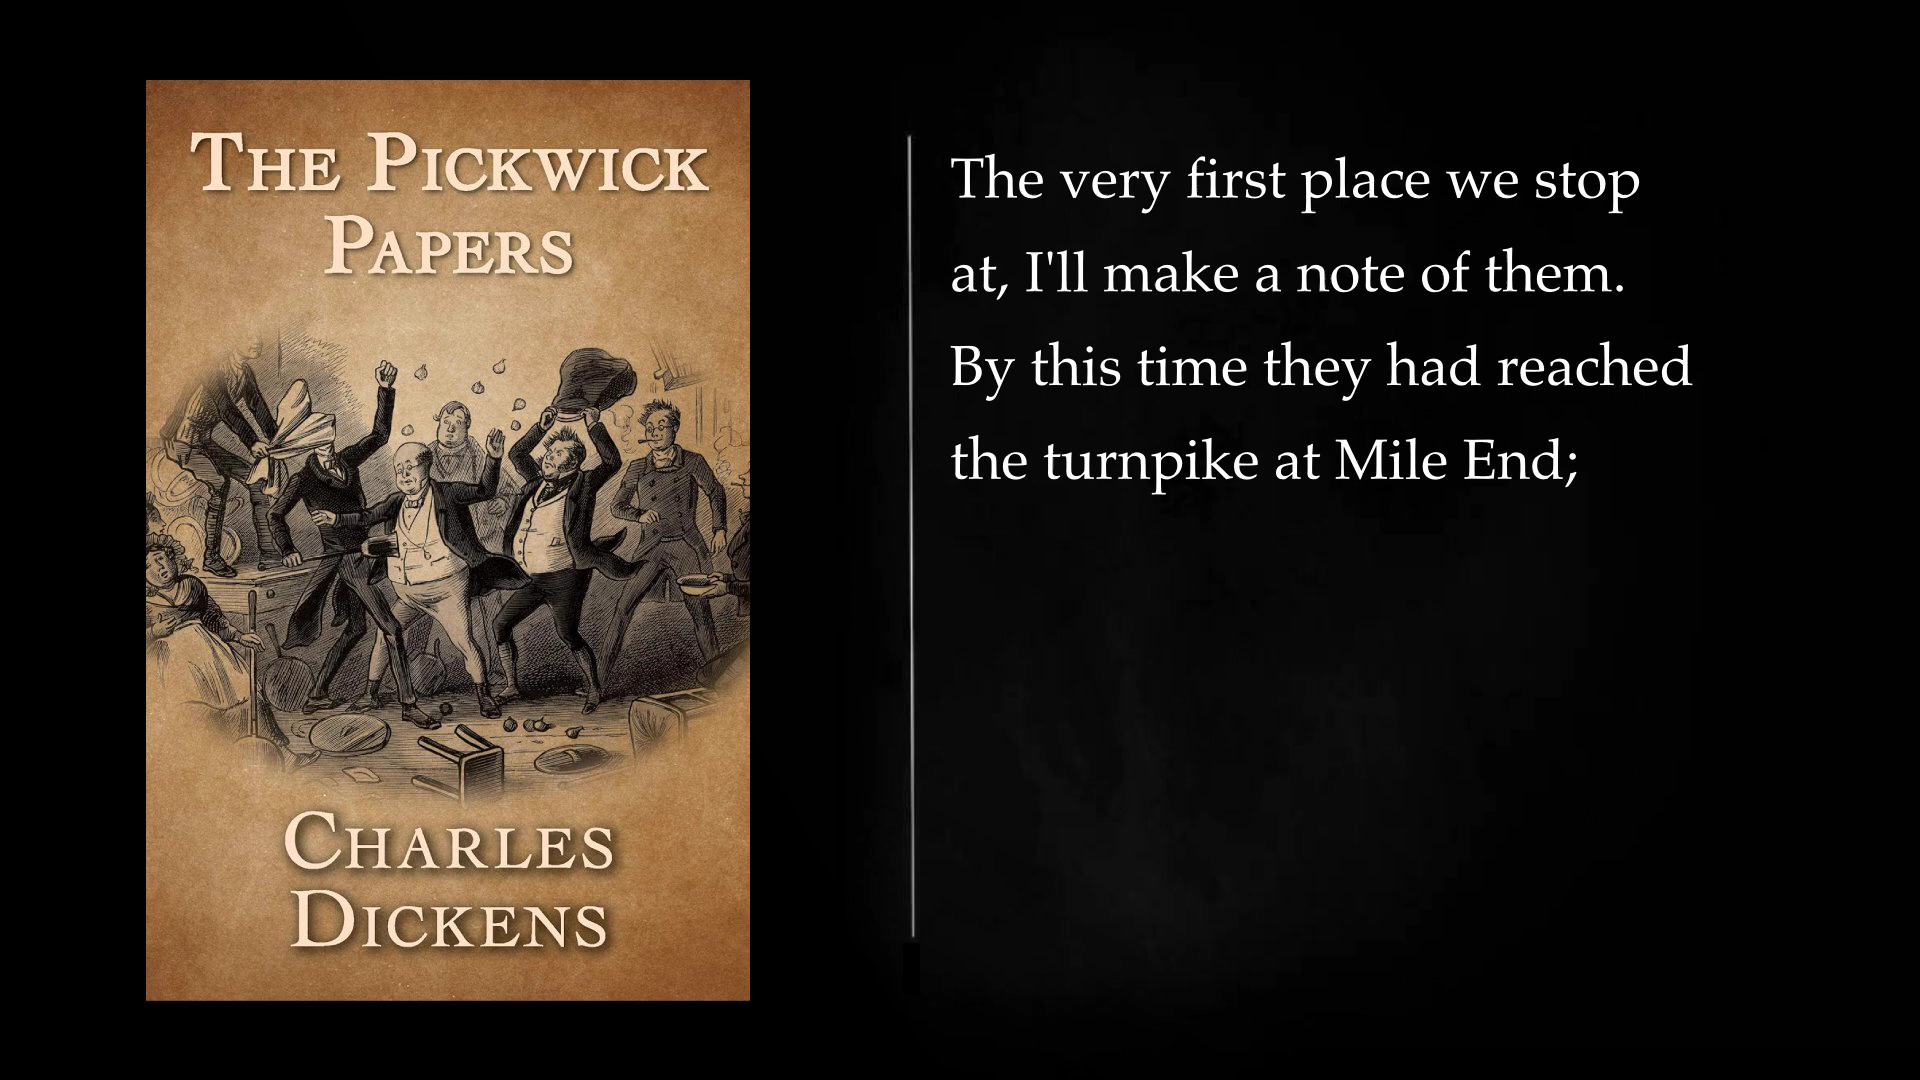 THE PICKWICK
PAPERS
CHARLES
DICKENS
The very first place we stop
at, I'll make a note of them.
By this time they had reached
the turnpike at Mile End;